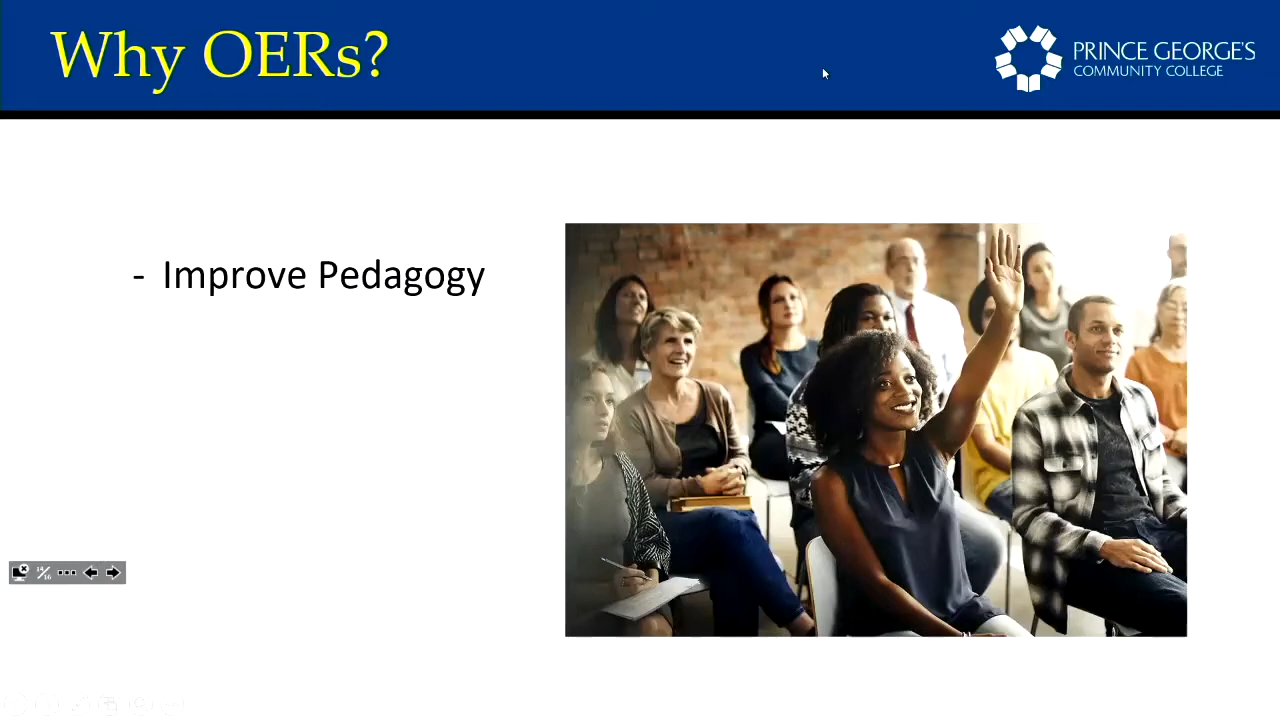 Why OERs?
PRINCE GEORGE'S
COMMUNITY COLLEGE
- Improve Pedagogy